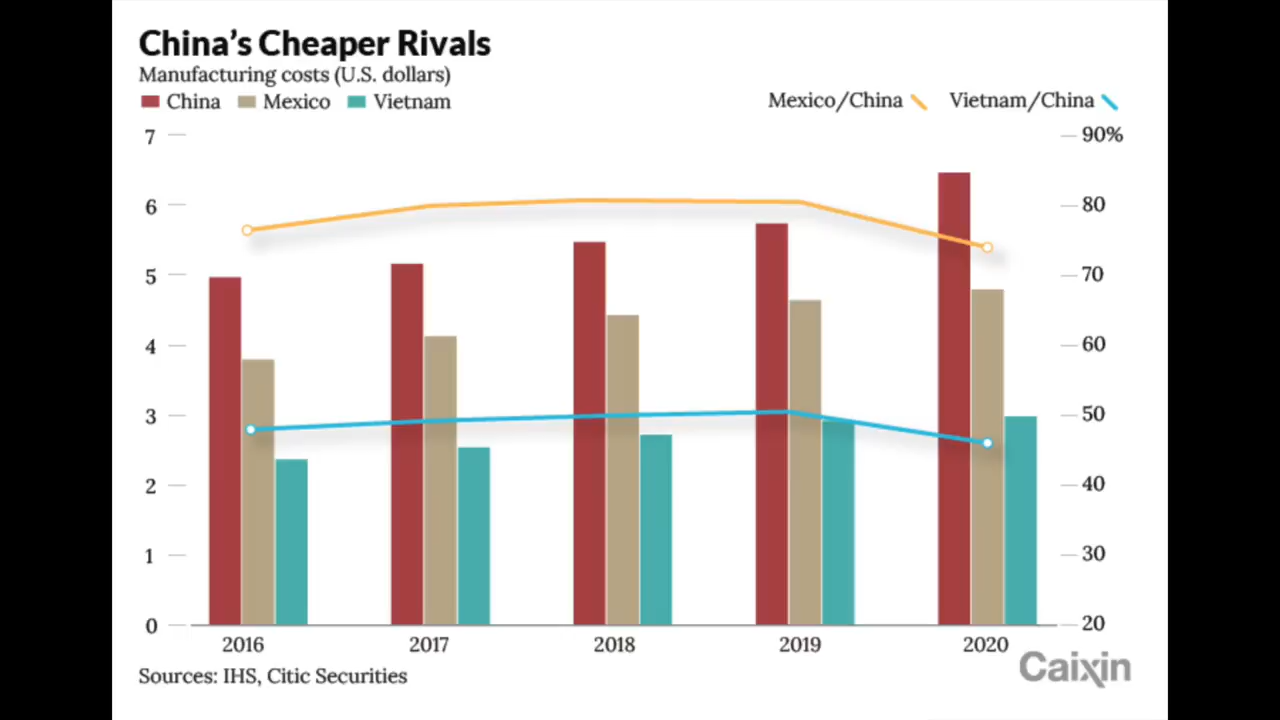 China’s Cheaper Rivals
Manufacturing costs (U.S. dollars)
China Mexico Vietnam
Mexico/China Vietnam/China
7
6
5
4
3
2
1
0
90%
80
70
60
50
40
30
20
2016 2017 2018 2019 2020
Sources: IHS, Citic Securities
Caixin